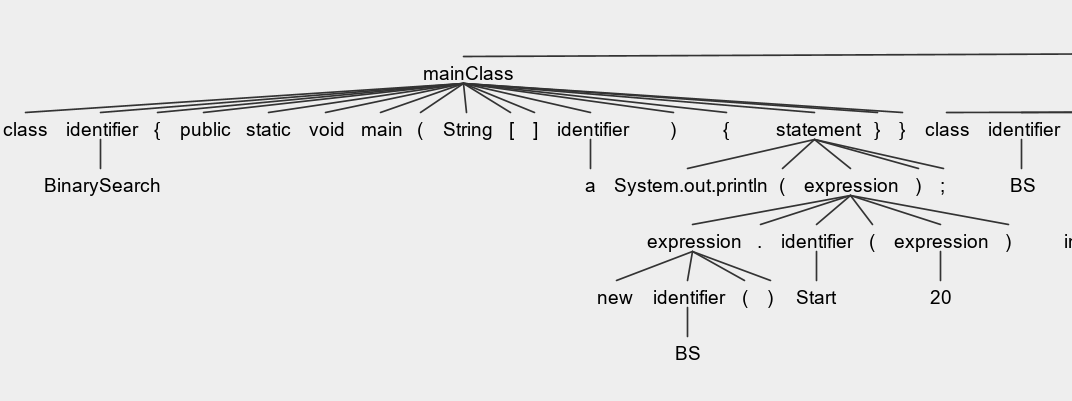 mainClass
class identifier { public static void main ( String [ ] identifier ) { statement } } class identifier
BinarySearch a System.out.println ( expression ) ; BS
expression . identifier ( expression )
new identifier ( ) Start 20
BS